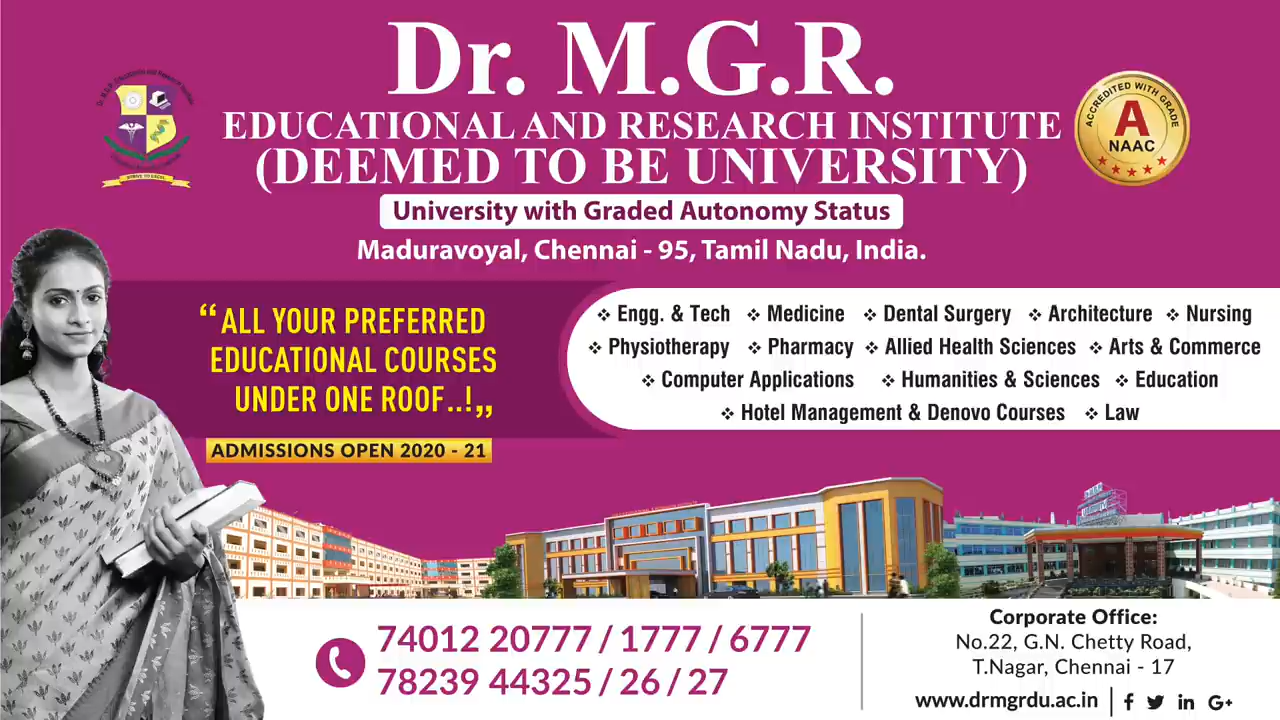 Dr. M.G.R.
EDUCATIONAL AND RESEARCH INSTITUTE
(DEEMED TO BE UNIVERSITY)
University with Graded Autonomy Status
Maduravoyal, Chennai - 95, Tamil Nadu, India.
STRIVE TO EXCEL
ACCREDITED WITH GRADE
A
NAAC
“ALL YOUR PREFERRED
EDUCATIONAL COURSES
UNDER ONE ROOF..!„
ADMISSIONS OPEN 2020 - 21
❖ Engg. & Tech ❖ Medicine ❖ Dental Surgery ❖ Architecture ❖ Nursing
❖ Physiotherapy ❖ Pharmacy ❖ Allied Health Sciences ❖ Arts & Commerce
❖ Computer Applications ❖ Humanities & Sciences ❖ Education
❖ Hotel Management & Denovo Courses ❖ Law
74012 20777 / 1777 / 6777
78239 44325 / 26 / 27
Corporate Office:
No.22, G.N. Chetty Road,
T.Nagar, Chennai - 17
www.drmgrdu.ac.in | f in G+